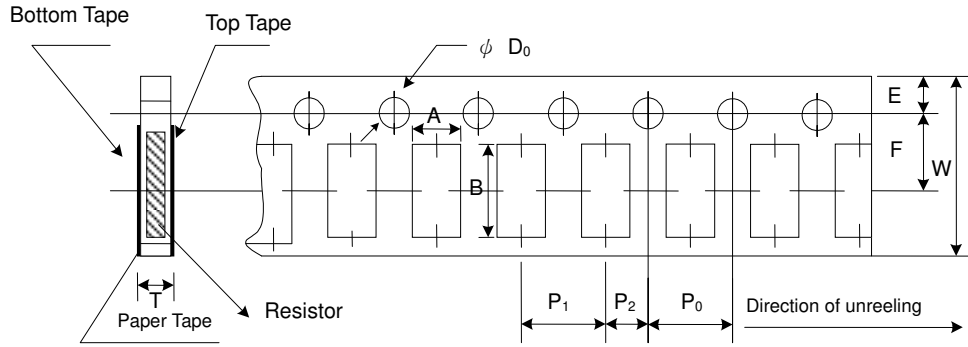 Bottom Tape
Top Tape
ψ D₀
E
A
F
W
B
T
Paper Tape
Resistor
P₁
P₂
P₀
Direction of unreeling